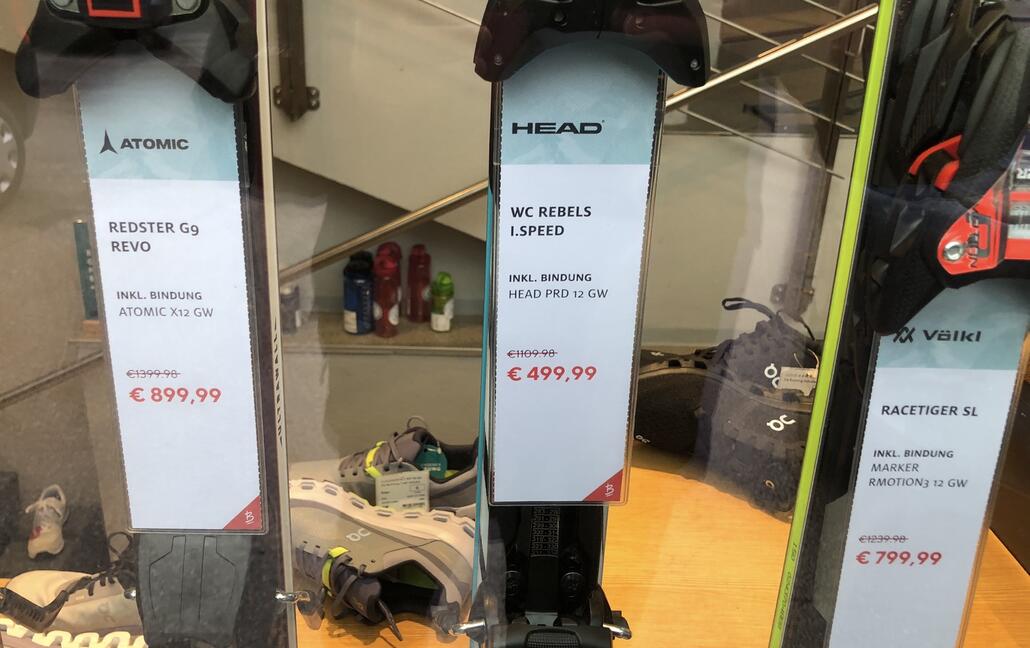 ATOMIC
REDSTER G9
REVO
INKL. BINDUNG
ATOMIC X12 GW
€1399.98
€ 899,99
HEAD
WC REBELS
I.SPEED
INKL. BINDUNG
HEAD PRD 12 GW
€1109.98
€ 499,99
Völkl
RACETIGER SL
INKL. BINDUNG
MARKER
RMOTION3 12 GW
€1239.98
€ 799,99